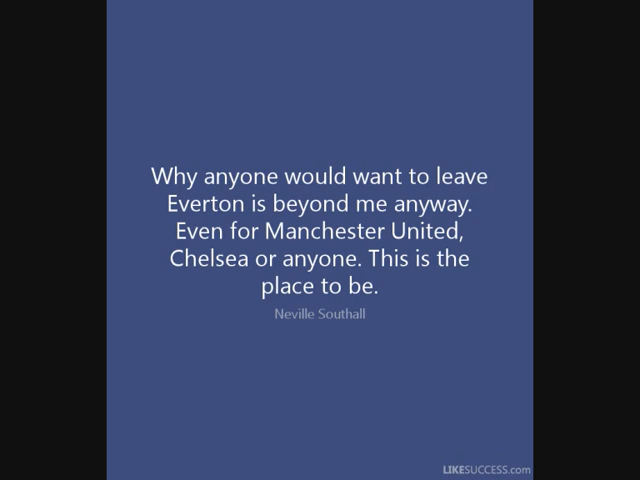 Why anyone would want to leave
Everton is beyond me anyway.
Even for Manchester United,
Chelsea or anyone. This is the
place to be.
Neville Southall
LIKESUCCESS.com